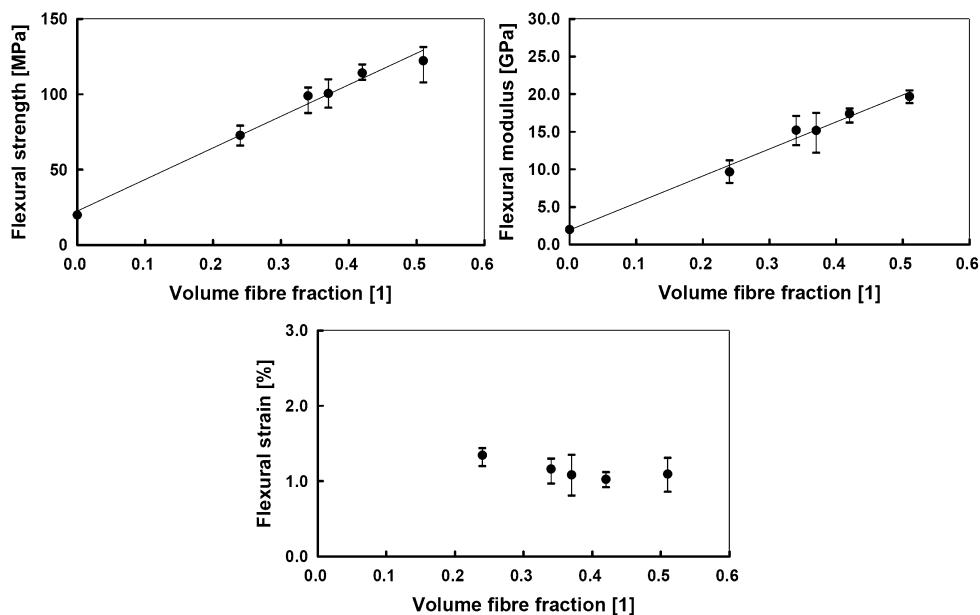 Flexural strength [MPa]
150
100
50
0
0.0 0.1 0.2 0.3 0.4 0.5 0.6
Volume fibre fraction [1]
Flexural modulus [GPa]
30.0
25.0
20.0
15.0
10.0
5.0
0.0
0.0 0.1 0.2 0.3 0.4 0.5 0.6
Volume fibre fraction [1]
Flexural strain [%]
3.0
2.0
1.0
0.0
0.0 0.1 0.2 0.3 0.4 0.5 0.6
Volume fibre fraction [1]